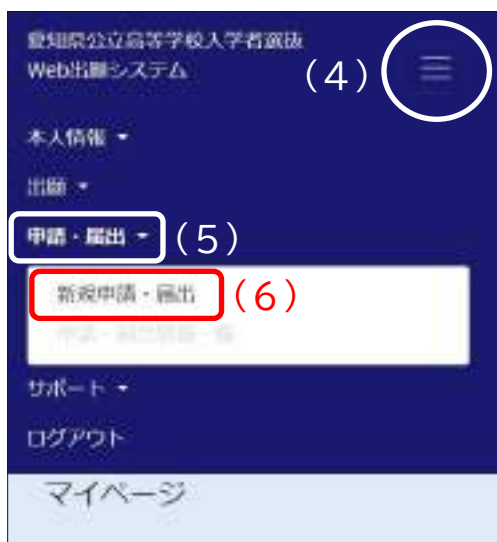 愛知県公立高等学校入学者選抜
Web出願システム
(4)
本人情報
出願
申請・届出
(5)
新規申請・届出
(6)
サポート
ログアウト
マイページ